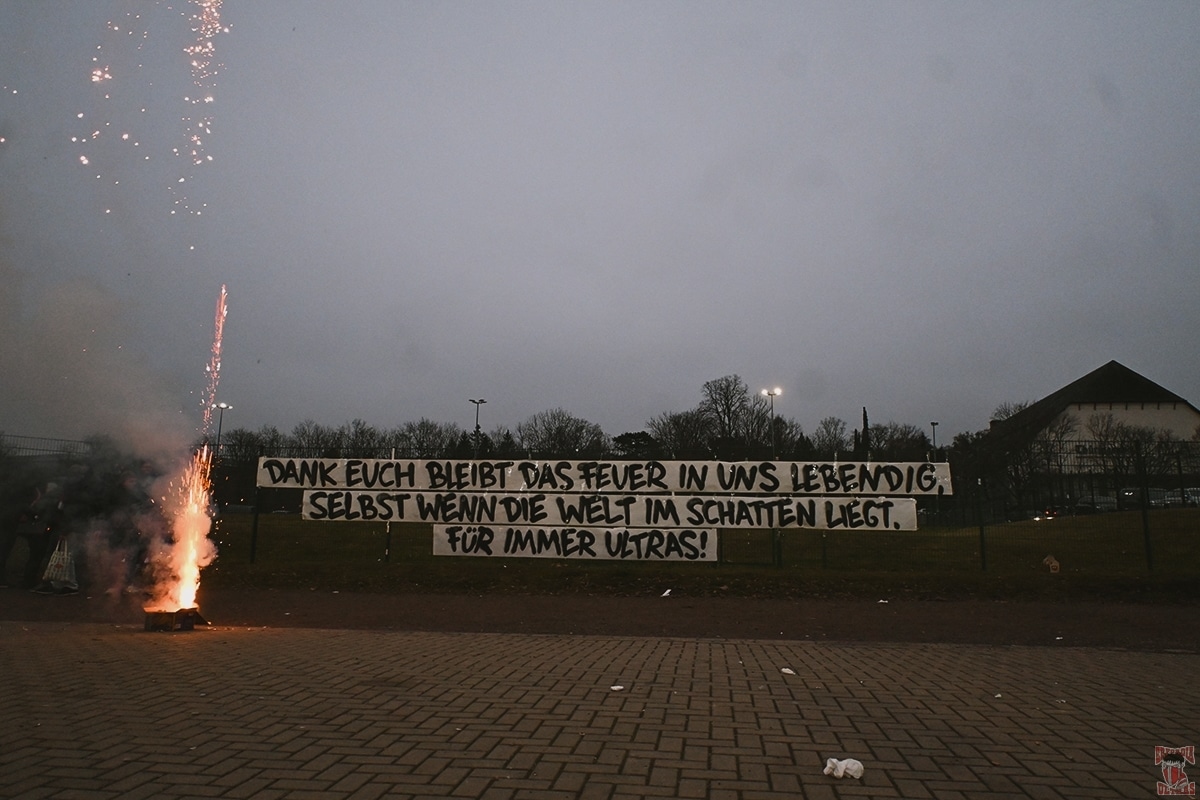 DANK EUCH BLEIBT DAS FEUER IN UNS LEBENDIG,
SELBST WENN DIE WELT IM SCHATTEN LIEGT.
FÜR IMMER ULTRAS!